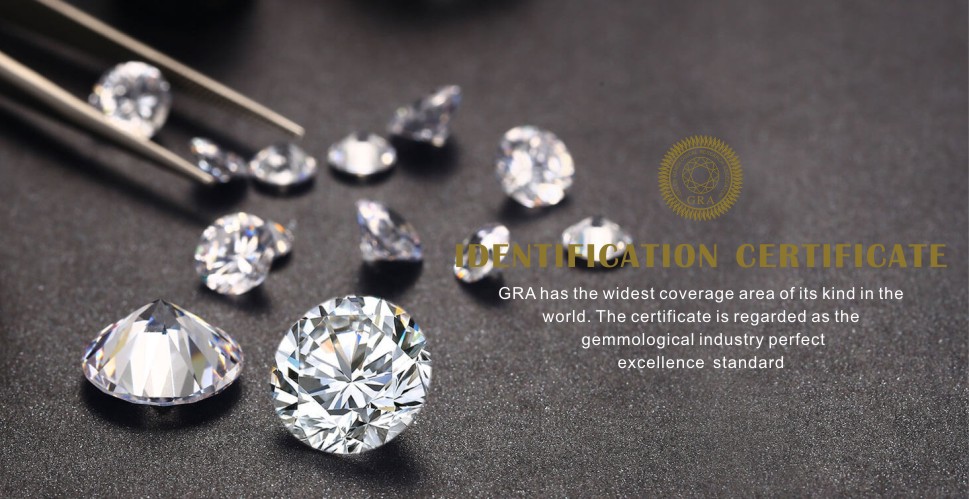 GRA
IDENTIFICATION CERTIFICATE
GRA has the widest coverage area of its kind in the
world. The certificate is regarded as the
gemmological industry perfect
excellence standard